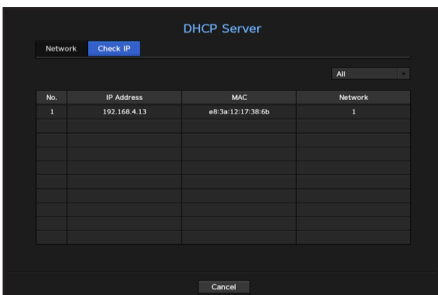 DHCP Server
Network Check IP
All
No. IP Address MAC Network
1 192.168.4.13 e8:3a:12:17:38:6b 1
Cancel